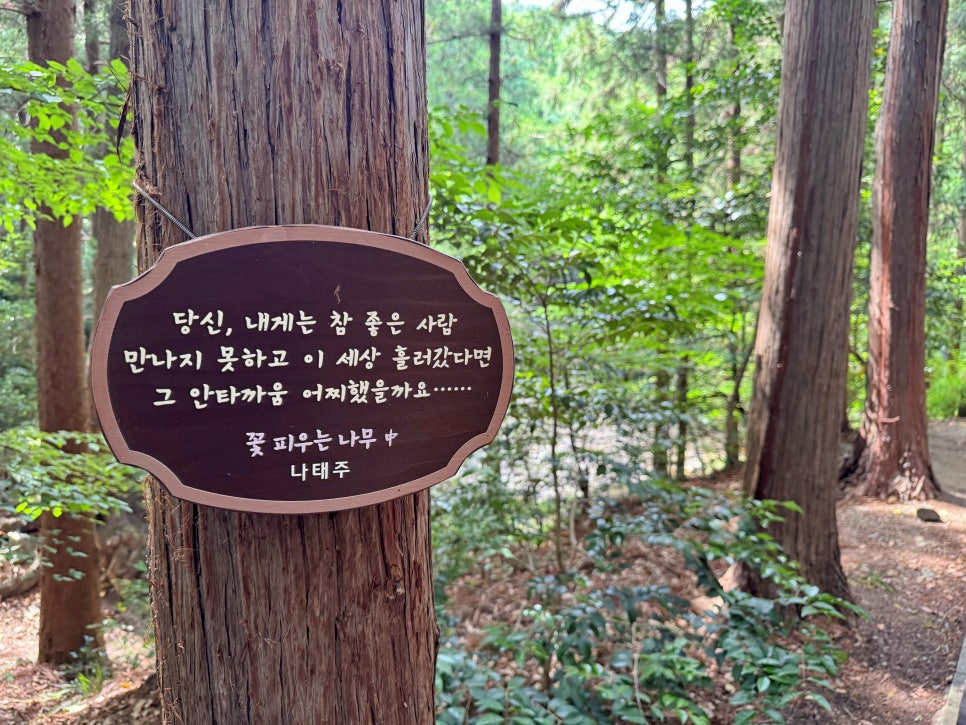 당신, 내게는 참 좋은 사람
만나지 못하고 이 세상 흘러갔다면
그 안타까움 어찌했을까요……
꽃 피우는 나무 中
나태주